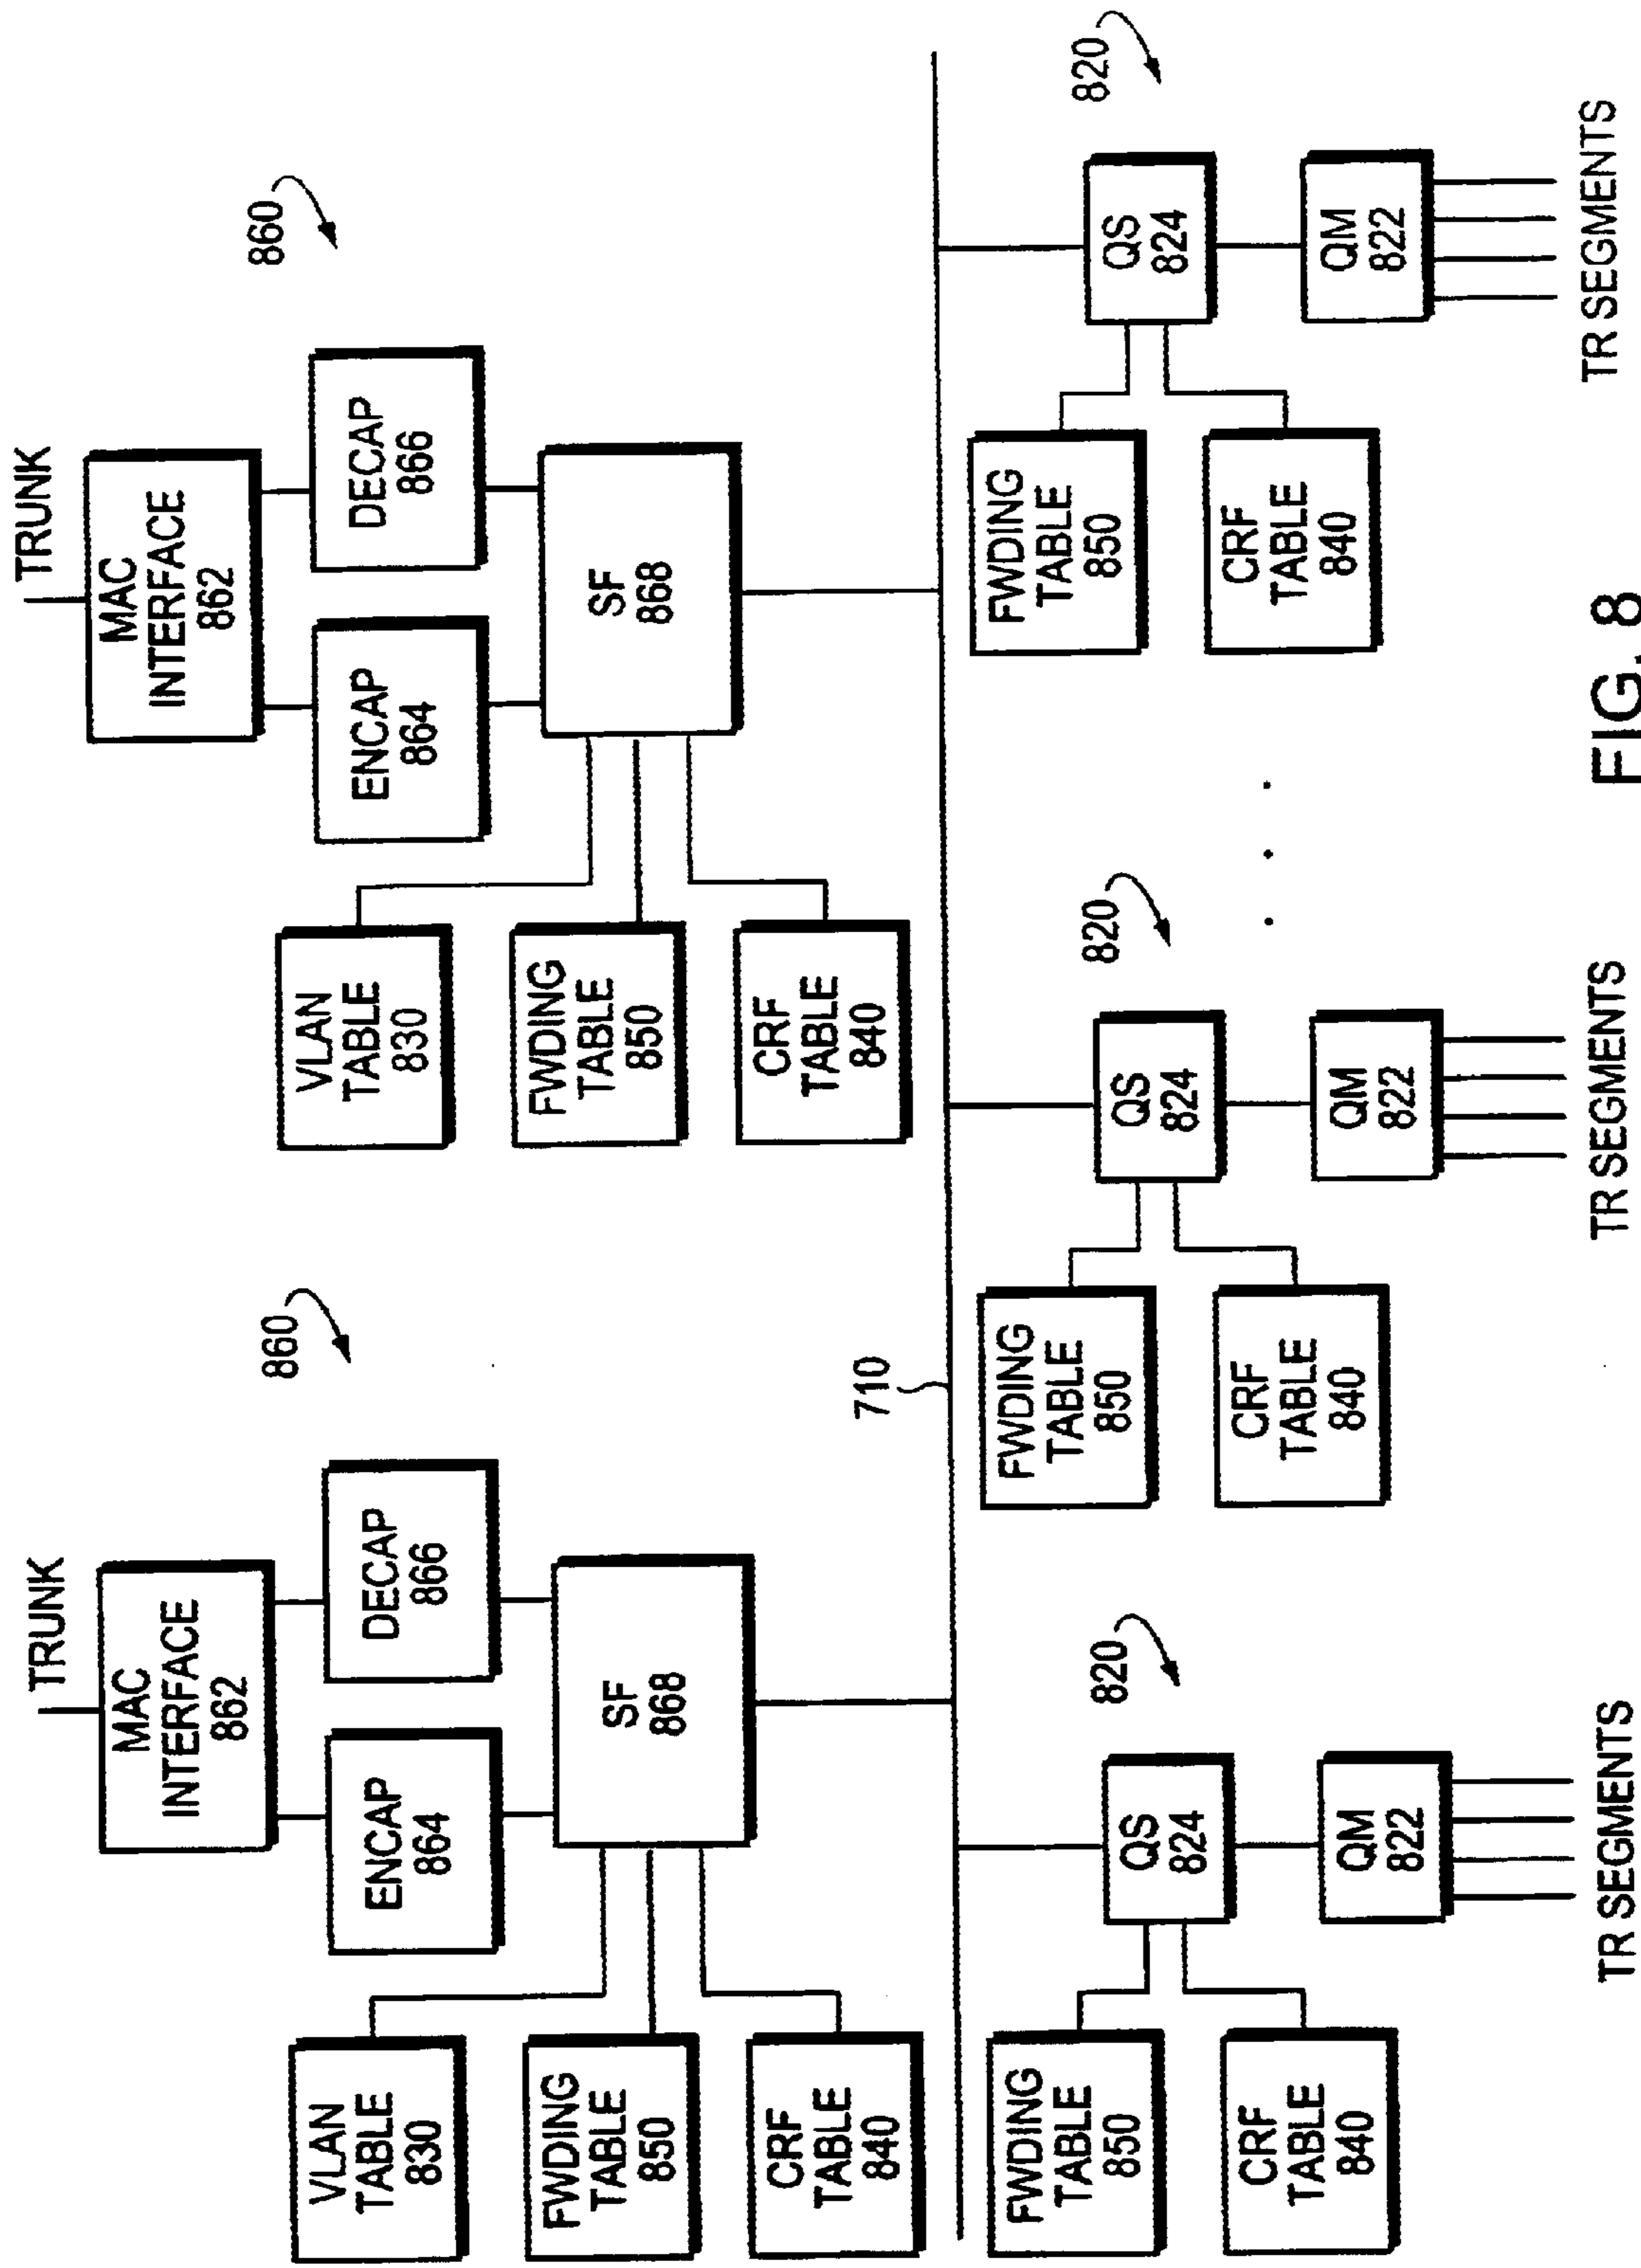 TRUNK
MAC
INTERFACE
862
860
ENCAP
864
DECAP
866
SF
868
VLAN
TABLE
830
FWDING
TABLE
850
CRF
TABLE
840
TRUNK
MAC
INTERFACE
862
860
ENCAP
864
DECAP
866
SF
868
VLAN
TABLE
830
FWDING
TABLE
850
CRF
TABLE
840
710
820
QS
824
FWDING
TABLE
850
CRF
TABLE
840
QM
822
TR SEGMENTS
820
QS
824
FWDING
TABLE
850
CRF
TABLE
840
QM
822
TR SEGMENTS
. . .
820
QS
824
FWDING
TABLE
850
CRF
TABLE
840
QM
822
TR SEGMENTS
FIG. 8